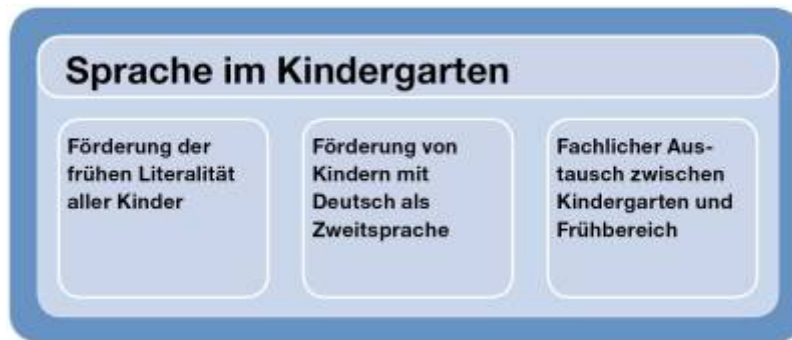 Sprache im Kindergarten
Förderung der
frühen Literalität
aller Kinder
Förderung von
Kindern mit
Deutsch als
Zweitsprache
Fachlicher Aus-
tausch zwischen
Kindergarten und
Frühbereich